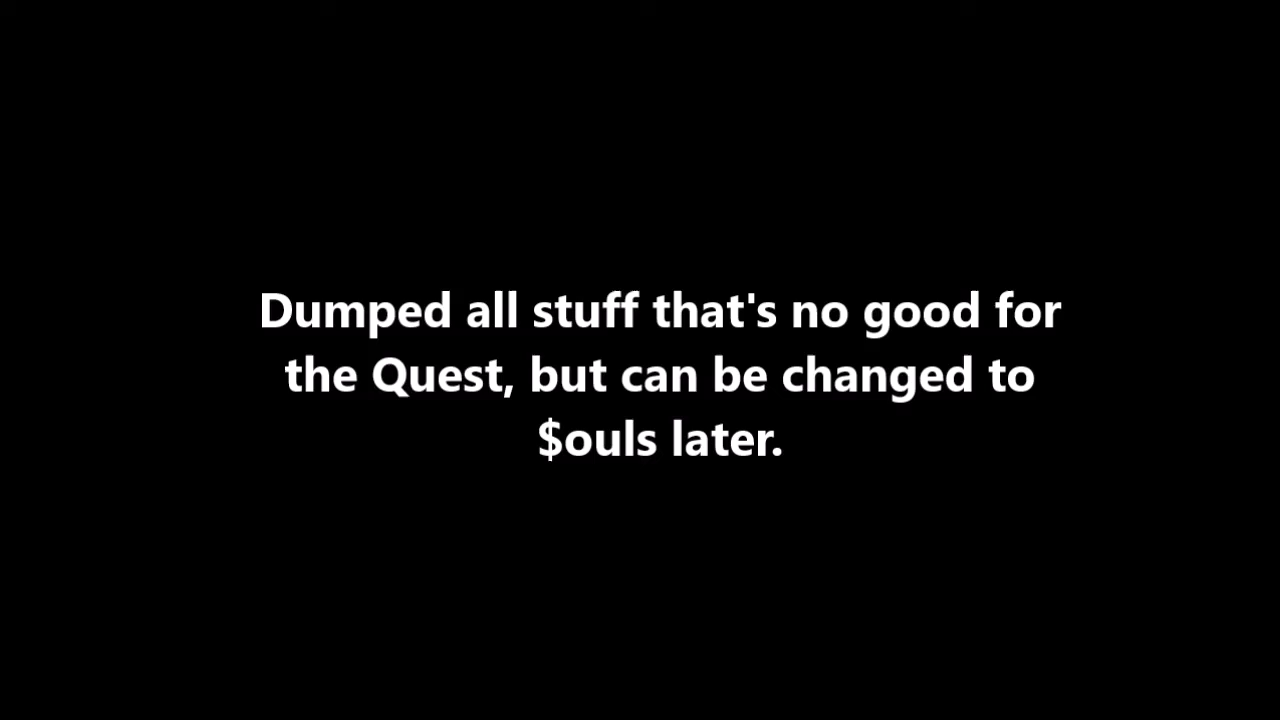 Dumped all stuff that's no good for
the Quest, but can be changed to
$ouls later.